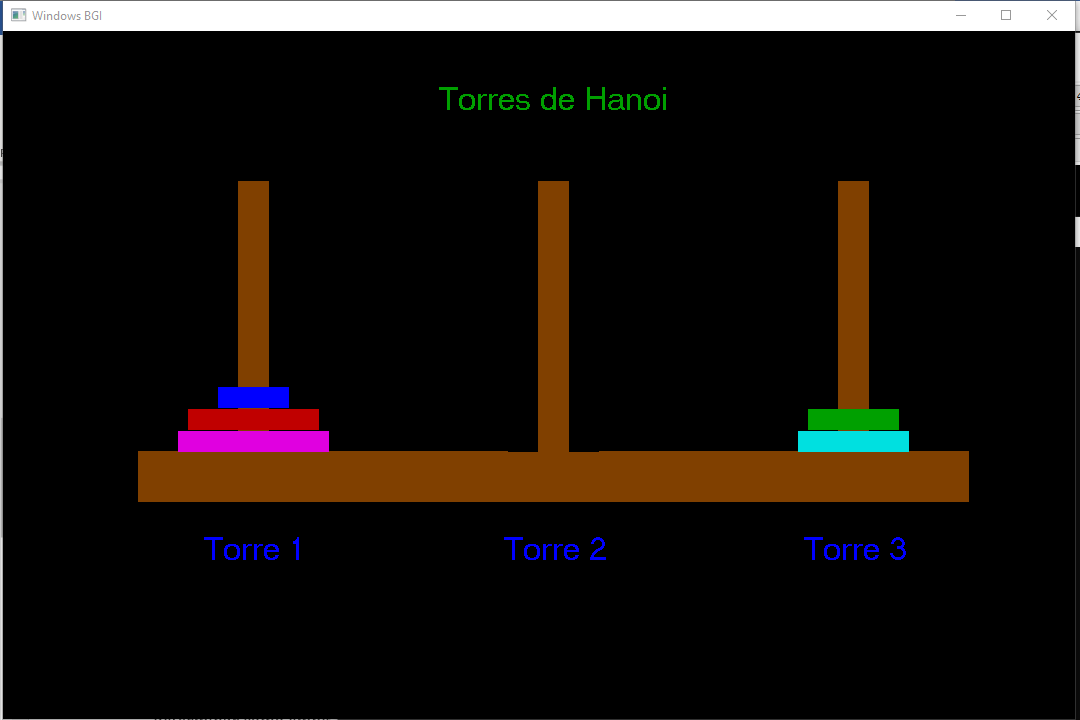 Windows BGI
Torres de Hanoi
Torre 1
Torre 2
Torre 3